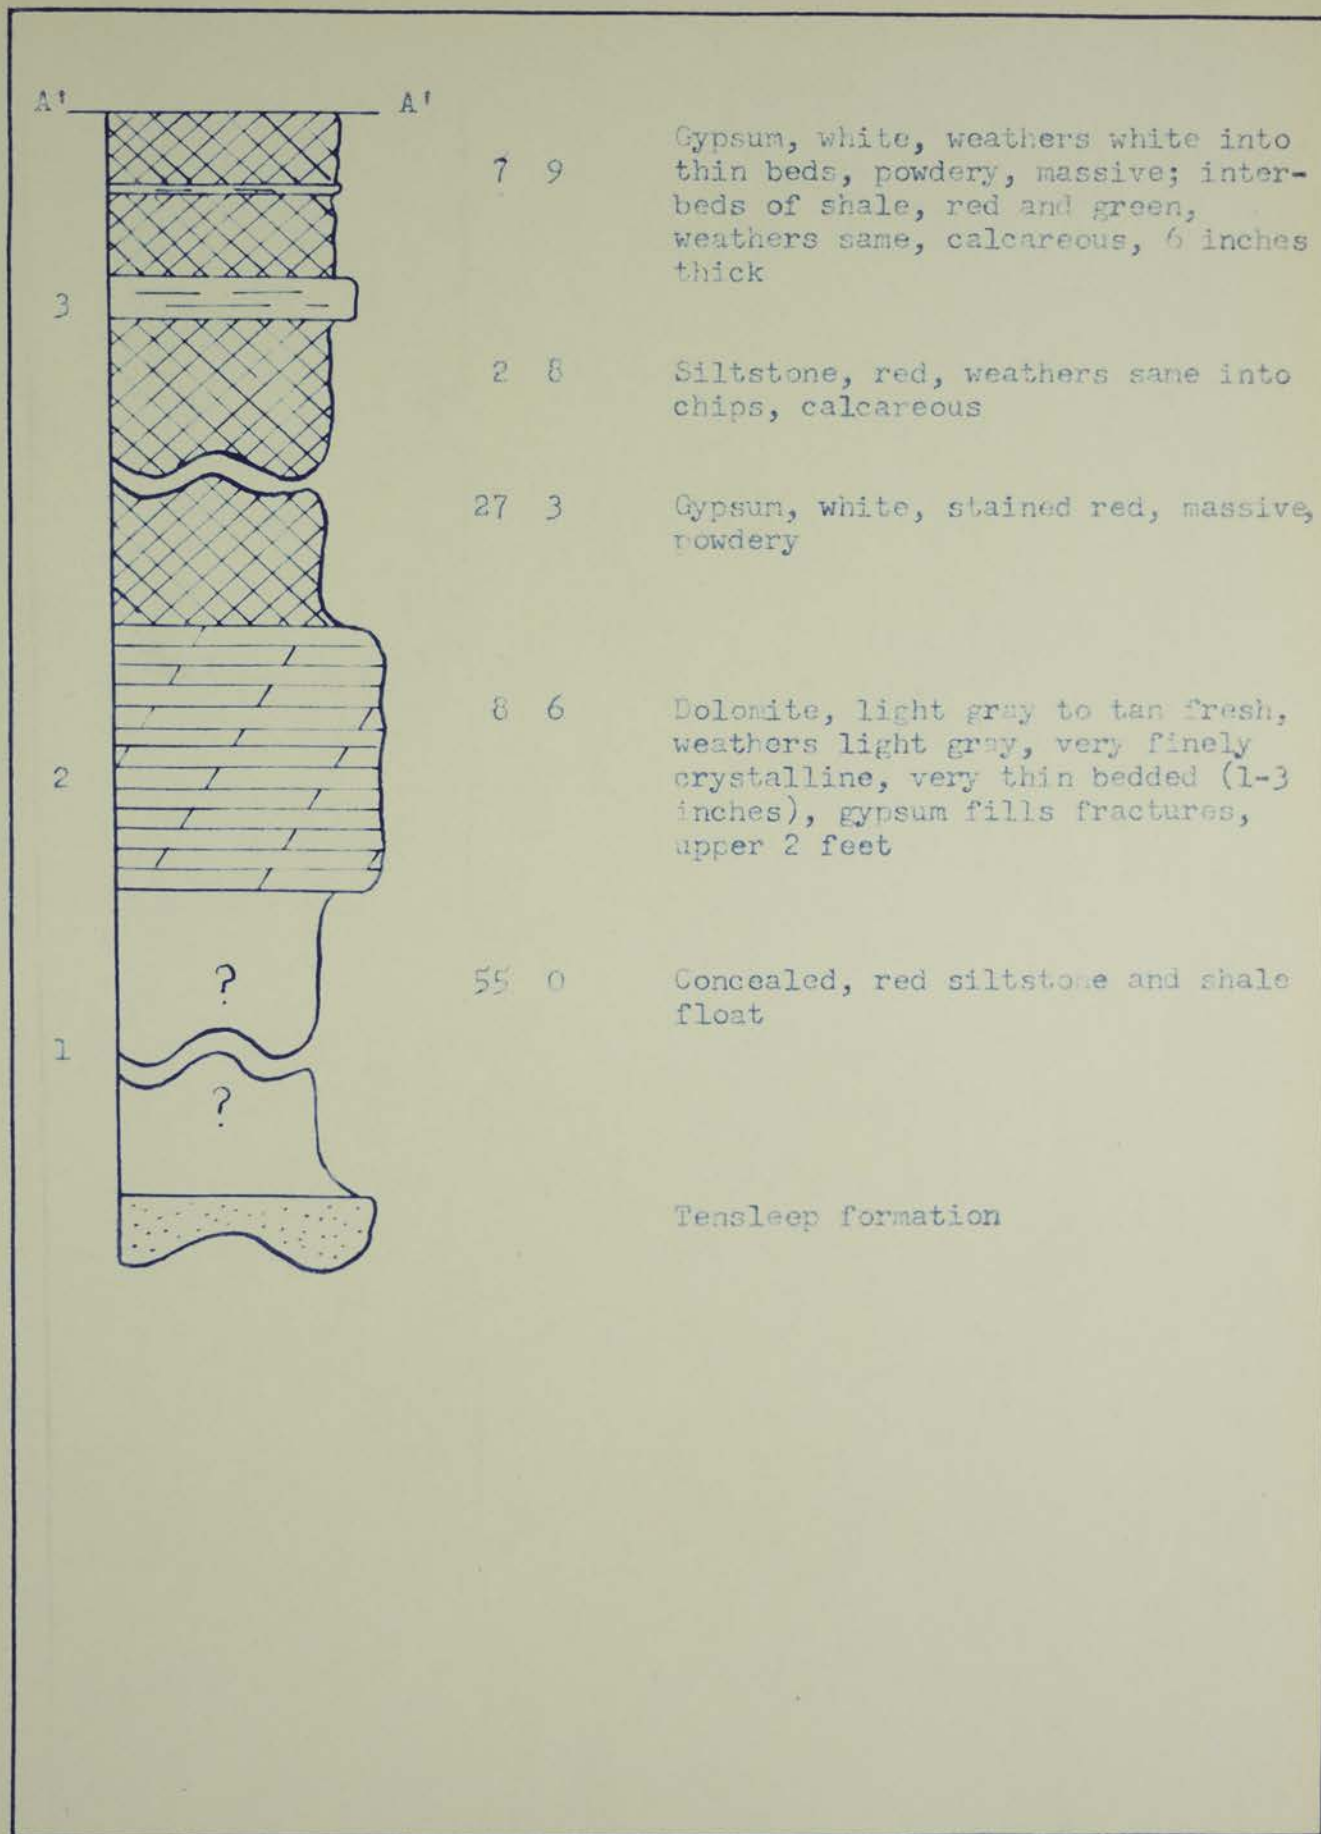 A' A'
7 9 Gypsum, white, weathers white into
thin beds, powdery, massive; inter-
beds of shale, red and green,
weathers same, calcareous, 6 inches
thick
3
2 8 Siltstone, red, weathers same into
chips, calcareous
27 3 Gypsum, white, stained red, massive,
powdery
8 6 Dolomite, light gray to tan fresh,
weathers light gray, very finely
2
crystalline, very thin bedded (1-3
inches), gypsum fills fractures,
upper 2 feet
?
55 0 Concealed, red siltstone and shale
float
1
?
Tensleep formation